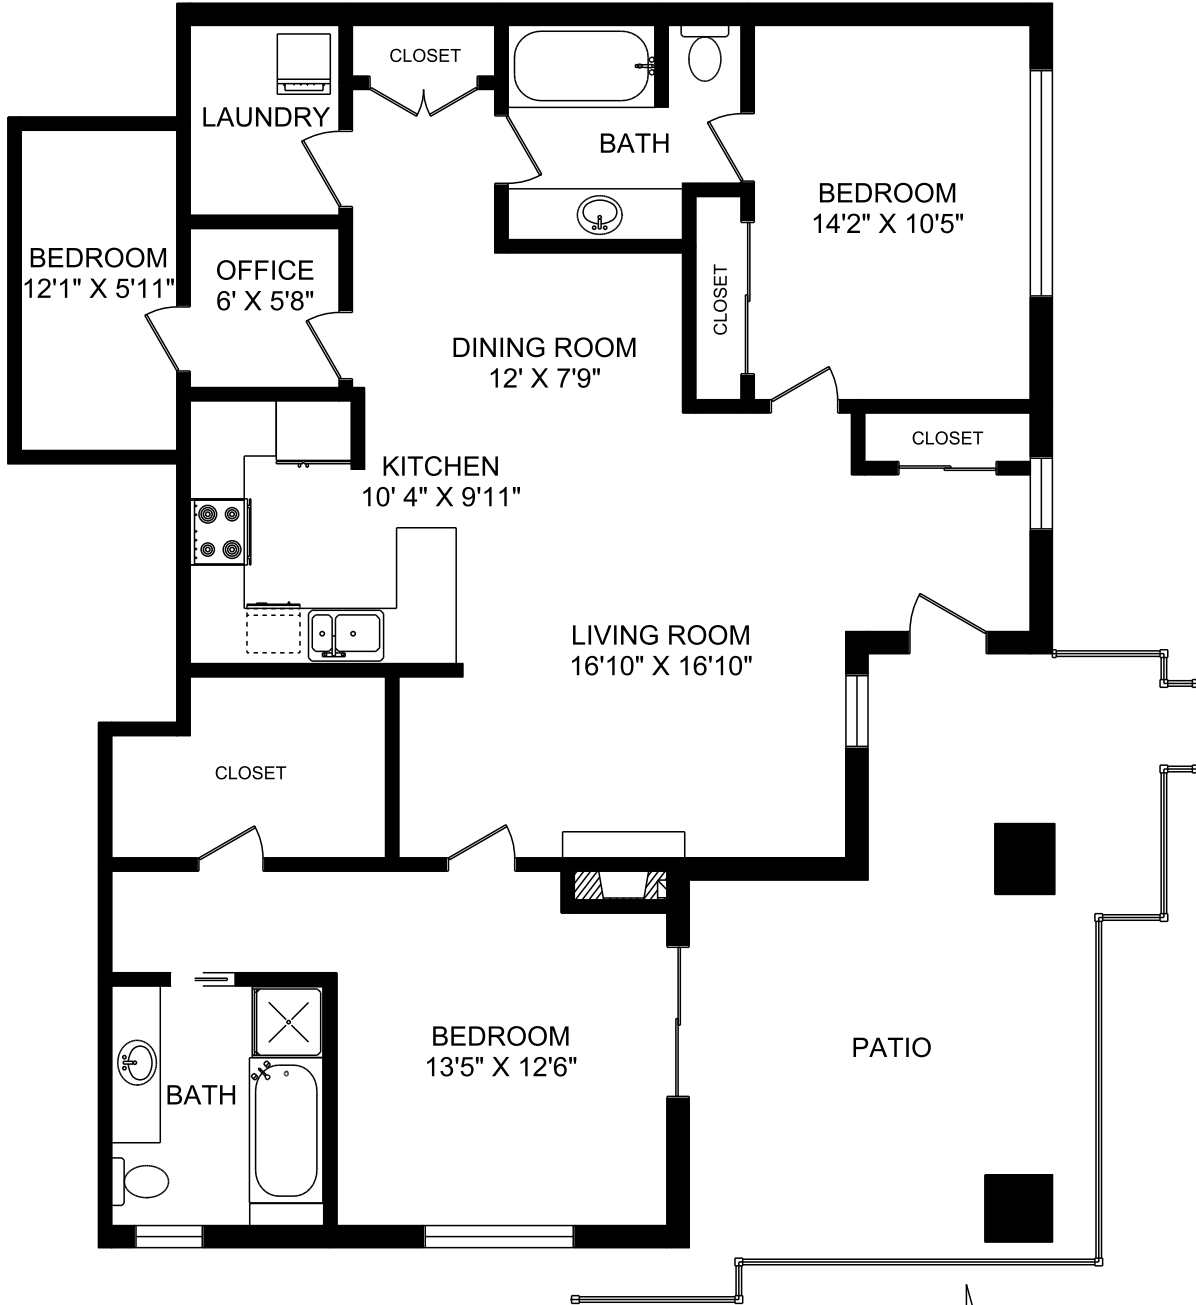 CLOSET
LAUNDRY
BATH
BEDROOM
14'2" X 10'5"
BEDROOM
12'1" X 5'11"
OFFICE
6' X 5'8"
CLOSET
DINING ROOM
12' X 7'9"
CLOSET
KITCHEN
10' 4" X 9'11"
LIVING ROOM
16'10" X 16'10"
CLOSET
BEDROOM
13'5" X 12'6"
PATIO
BATH